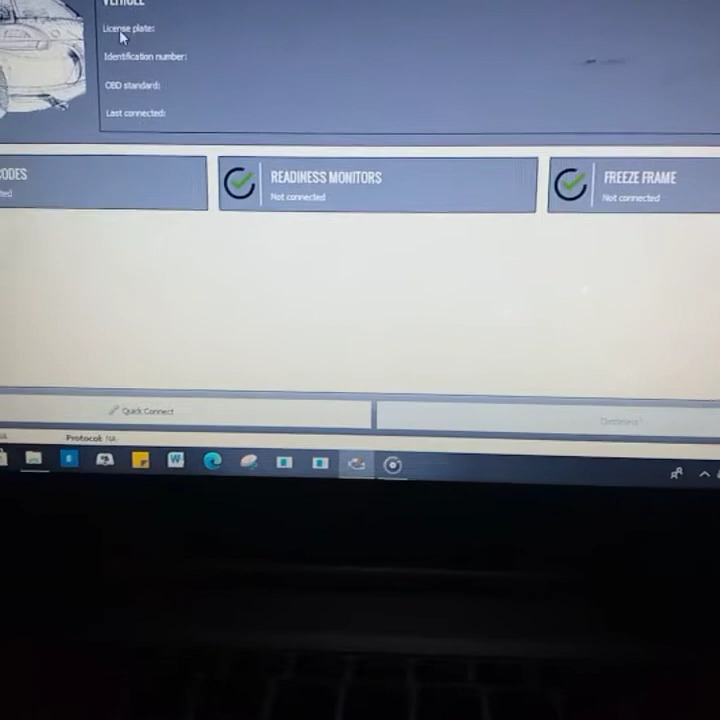 VEHICLE
License plate:
Identification number:
OBD standard:
Last connected:
CODES
READINESS MONITORS
Not connected
FREEZE FRAME
Not connected
Quick Connect
Protocol: NA